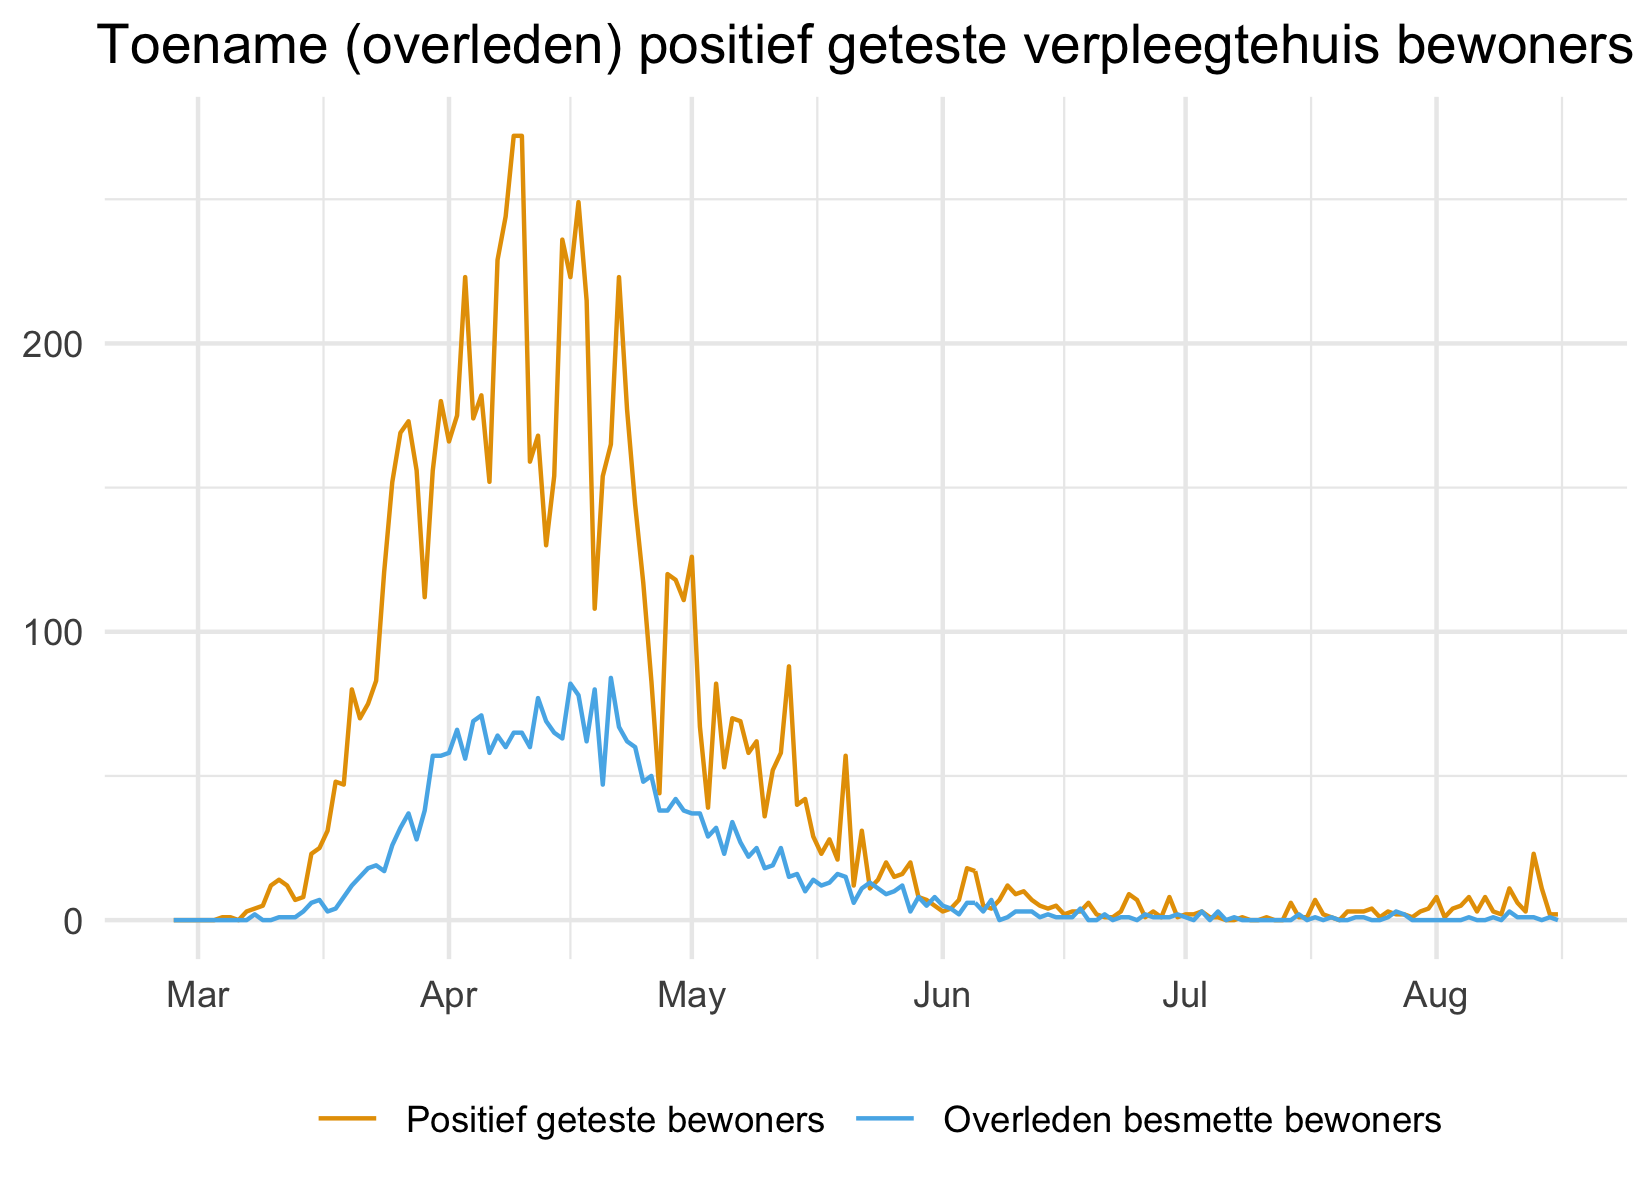 Toename (overleden) positief geteste verpleegtehuis bewoners
200
100
0
Mar Apr May Jun Jul Aug
Positief geteste bewoners Overleden besmette bewoners